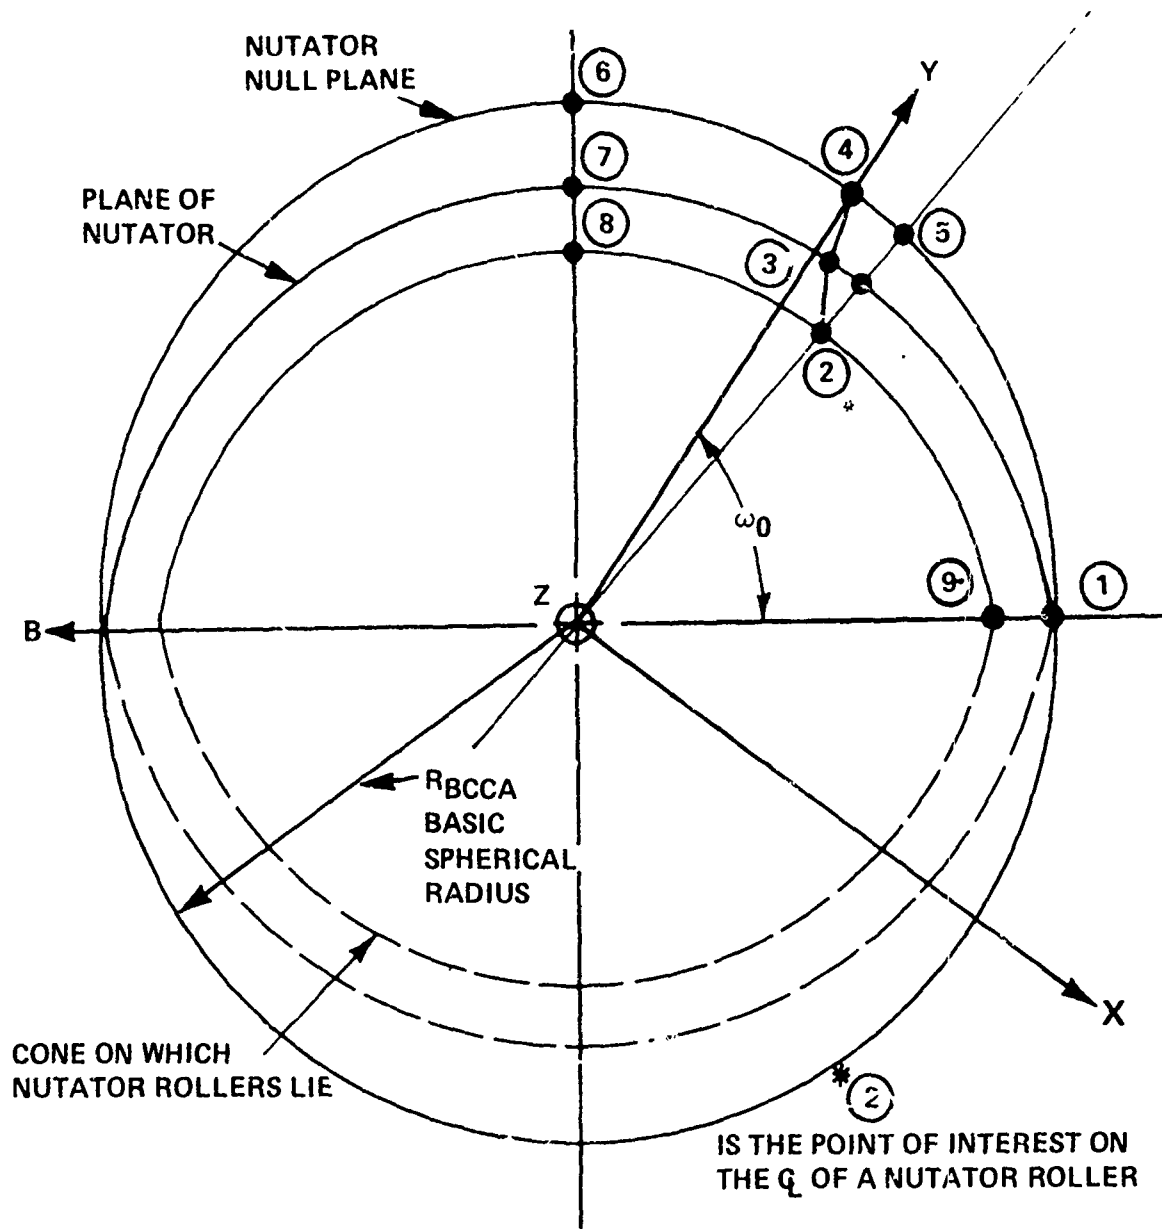 NUTATOR
NULL PLANE
6
Y
4
7
PLANE OF
NUTATOR
8
5
3
2
*
ω0
Z
9
1
B
RBCCA
BASIC
SPHERICAL
RADIUS
X
CONE ON WHICH
NUTATOR ROLLERS LIE
* 2
IS THE POINT OF INTEREST ON
THE ℄ OF A NUTATOR ROLLER